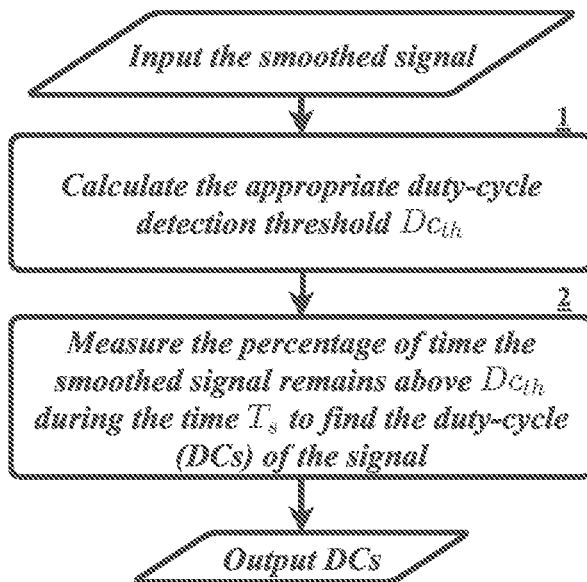 Input the smoothed signal
1
Calculate the appropriate duty-cycle
detection threshold Dc_th
2
Measure the percentage of time the
smoothed signal remains above Dc_th
during the time T_s to find the duty-cycle
(DCs) of the signal
Output DCs